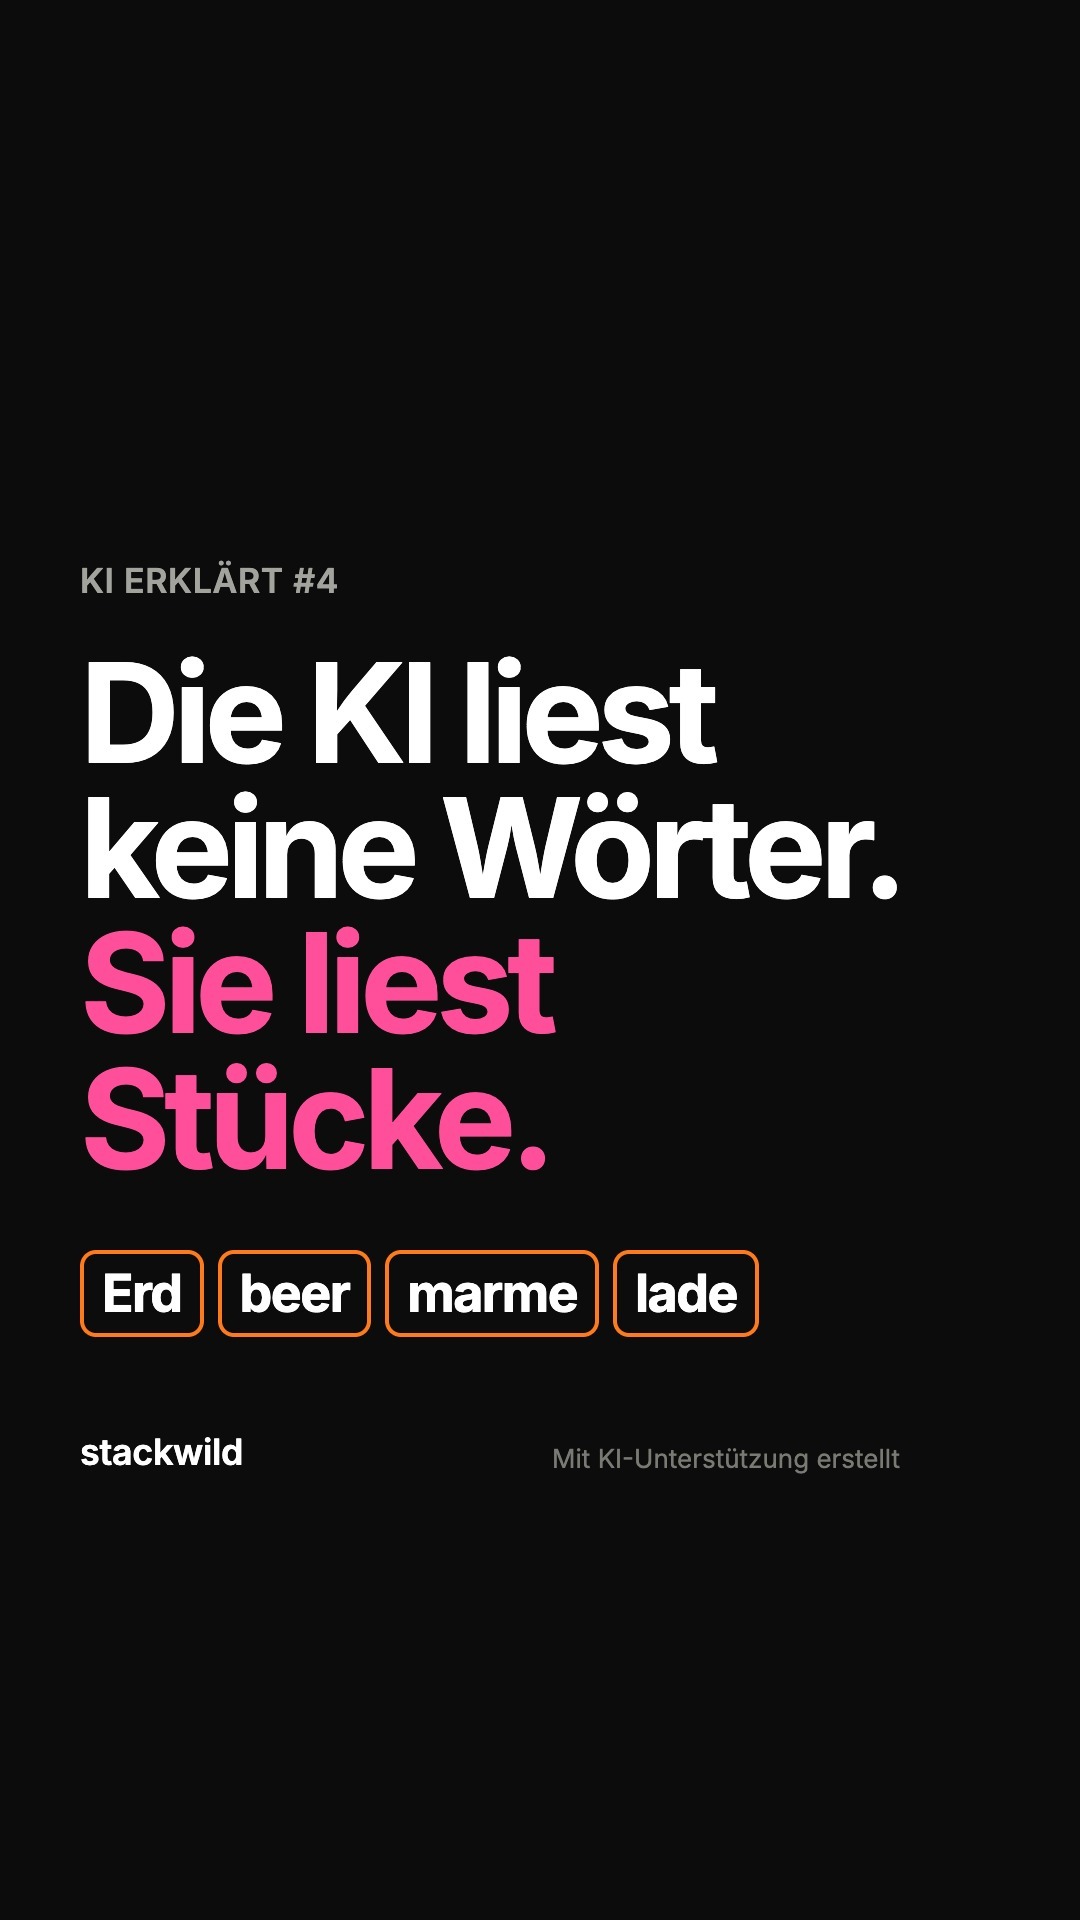 KI ERKLÄRT #4
Die KI liest
keine Wörter.
Sie liest
Stücke.
Erd beer marme lade
stackwild
Mit KI-Unterstützung erstellt